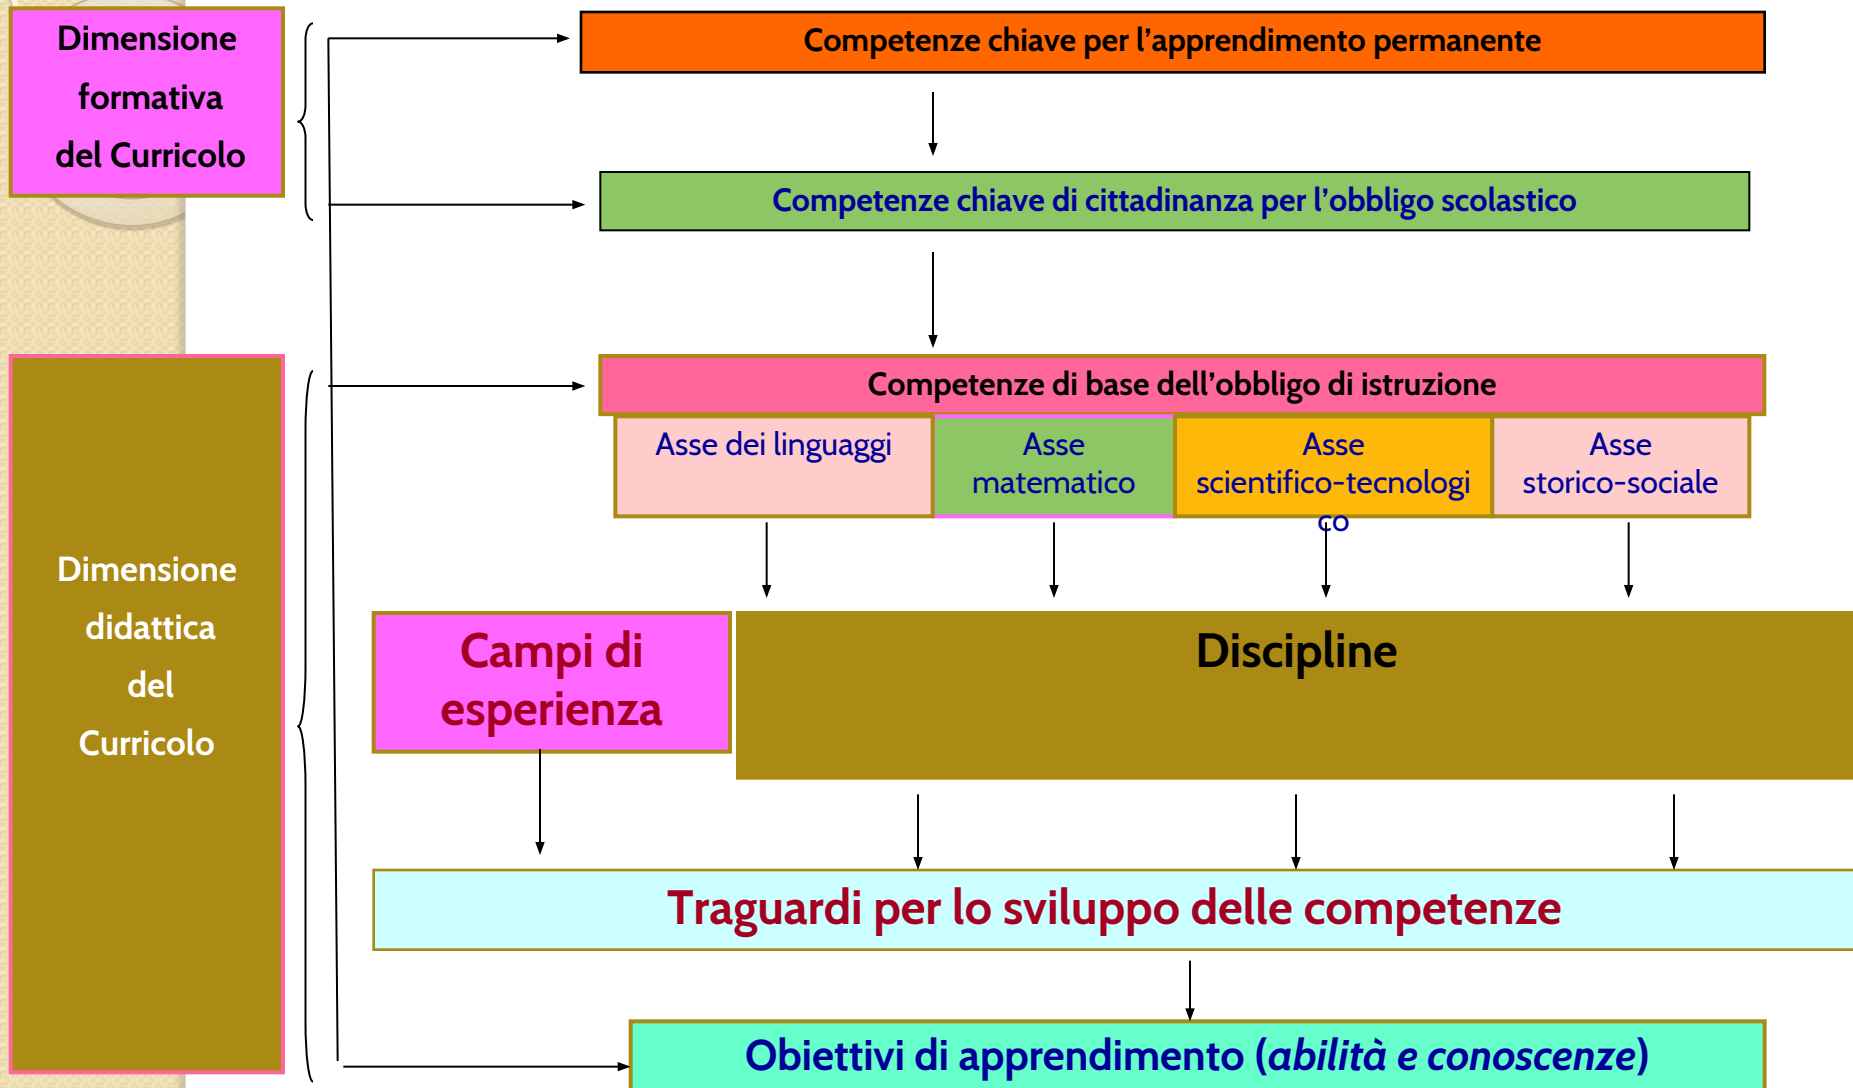 Dimensione
formativa
del Curricolo
Competenze chiave per l’apprendimento permanente
Competenze chiave di cittadinanza per l’obbligo scolastico
Dimensione
didattica
del
Curricolo
Competenze di base dell’obbligo di istruzione
Asse dei linguaggi
Asse
matematico
Asse
scientifico-tecnologi
co
Asse
storico-sociale
Campi di
esperienza
Discipline
Traguardi per lo sviluppo delle competenze
Obiettivi di apprendimento (abilità e conoscenze)